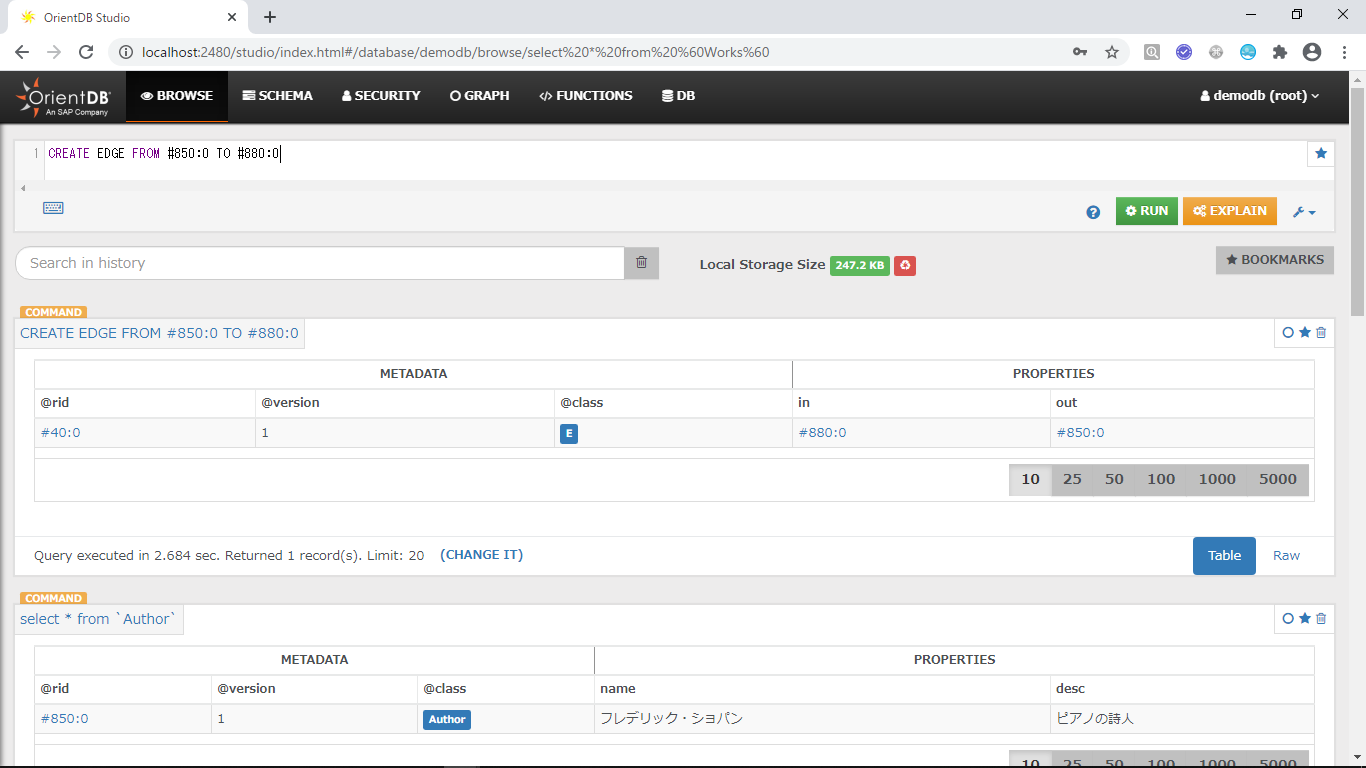 OrientDB Studio
localhost:2480/studio/index.html#/database/demodb/browse/select%20*%20from%20%60Works%60
OrientDB®
An SAP Company
BROWSE SCHEMA SECURITY GRAPH FUNCTIONS DB demodb (root)
1 CREATE EDGE FROM #850:0 TO #880:0
RUN EXPLAIN
Search in history Local Storage Size 247.2 KB BOOKMARKS
COMMAND
CREATE EDGE FROM #850:0 TO #880:0
METADATA PROPERTIES
@rid @version @class in out
#40:0 1 E #880:0 #850:0
10 25 50 100 1000 5000
Query executed in 2.684 sec. Returned 1 record(s). Limit: 20 (CHANGE IT) Table Raw
COMMAND
select * from `Author`
METADATA PROPERTIES
@rid @version @class name desc
#850:0 1 Author フレデリック・ショパン ピアノの詩人
10 25 50 100 1000 5000